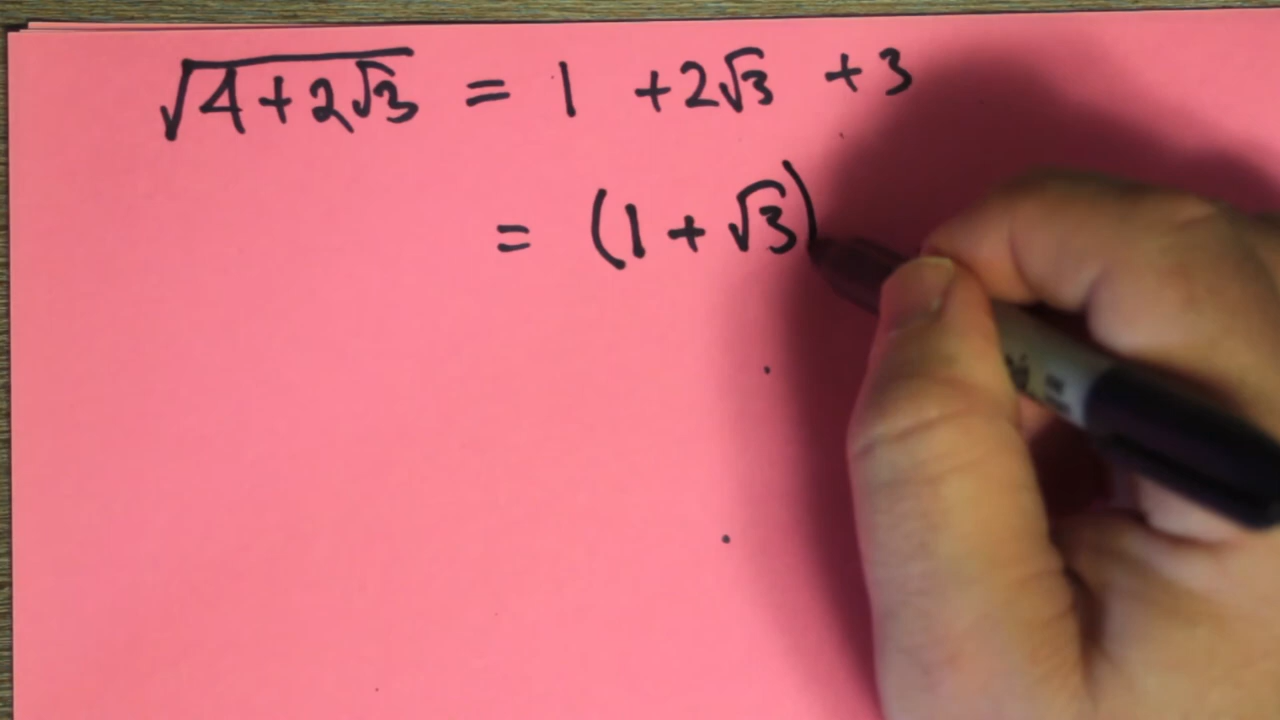 √(4+2√3) = 1 +2√3 +3
= (1 + √3)